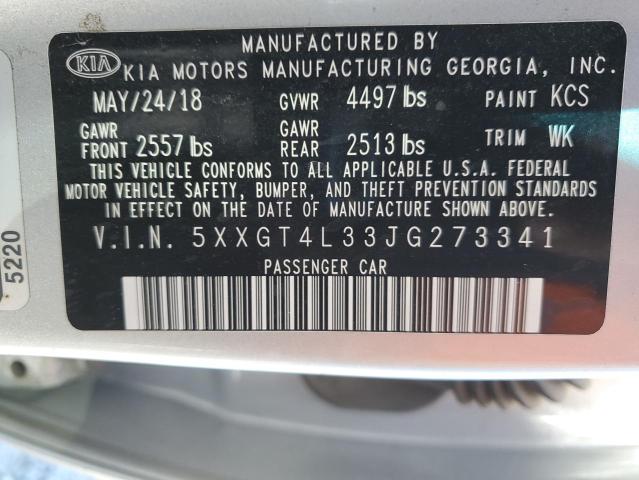 MANUFACTURED BY
KIA KIA MOTORS MANUFACTURING GEORGIA, INC.
MAY/24/18 GVWR 4497 lbs PAINT KCS
GAWR FRONT 2557 lbs GAWR REAR 2513 lbs TRIM WK
THIS VEHICLE CONFORMS TO ALL APPLICABLE U.S.A. FEDERAL
MOTOR VEHICLE SAFETY, BUMPER, AND THEFT PREVENTION STANDARDS
IN EFFECT ON THE DATE OF MANUFACTURE SHOWN ABOVE.
V.I.N. 5XXGT4L33JG273341
PASSENGER CAR
5220